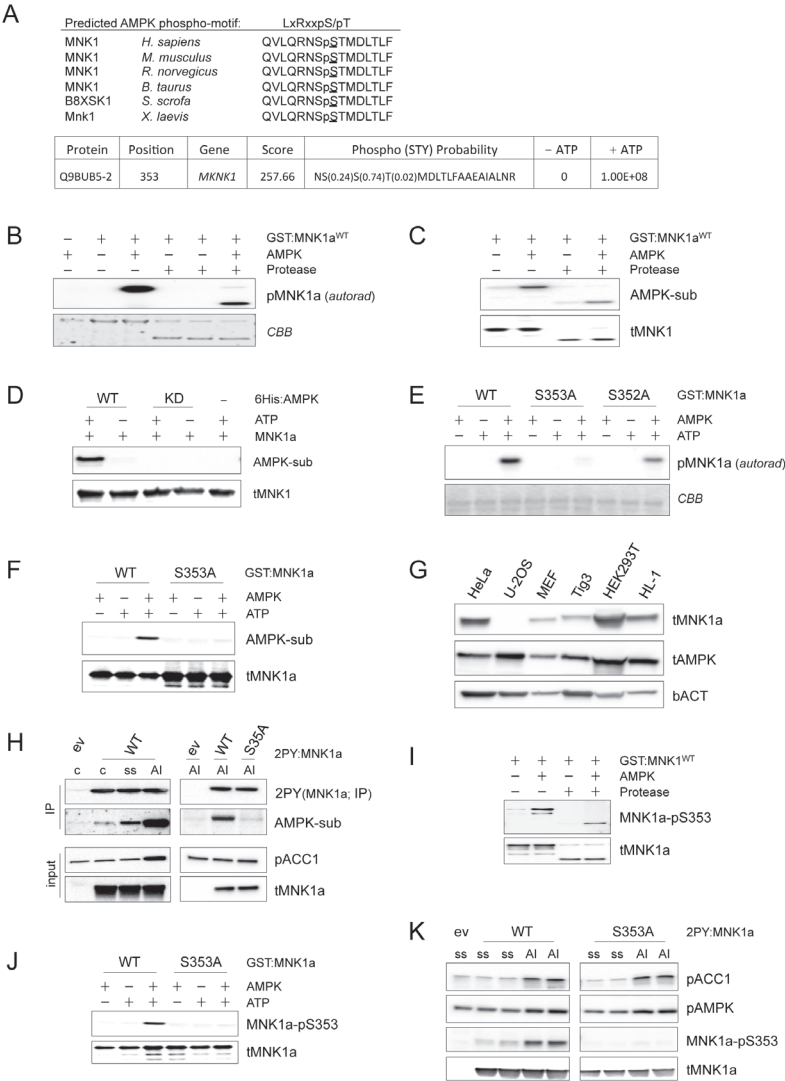 A
Predicted AMPK phospho-motif: LxRxxpS/pT
MNK1 H. sapiens QVLQRNSpSTMDLTLF
MNK1 M. musculus QVLQRNSpSTMDLTLF
MNK1 R. norvegicus QVLQRNSpSTMDLTLF
MNK1 B. taurus QVLQRNSpSTMDLTLF
B8XSK1 S. scrofa QVLQRNSpSTMDLTLF
Mnk1 X. laevis QVLQRNSpSTMDLTLF
Protein Position Gene Score Phospho (STY) Probability − ATP + ATP
Q9BUB5-2 353 MKNK1 257.66 NS(0.24)S(0.74)T(0.02)MDLTLFAAEAIALNR 0 1.00E+08
B
− + + + + + GST:MNK1aWT
+ − + − − + AMPK
− − − + + + Protease
pMNK1a (autorad)
CBB
C
+ + + + GST:MNK1aWT
− + − + AMPK
− − + + Protease
AMPK-sub
tMNK1
D
WT KD − 6His:AMPK
+ − + − + ATP
+ + + + + MNK1a
AMPK-sub
tMNK1
E
WT S353A S352A GST:MNK1a
+ − + + − + + − + AMPK
− + + − + + − + + ATP
pMNK1a (autorad)
CBB
F
WT S353A GST:MNK1a
+ − + + − + AMPK
− + + − + + ATP
AMPK-sub
tMNK1a
G
HeLa U-2OS MEF Tig3 HEK293T HL-1
tMNK1a
tAMPK
bACT
H
ev WT ev WT S35A 2PY:MNK1a
c c ss AI AI AI AI
IP
2PY(MNK1a; IP)
AMPK-sub
input
pACC1
tMNK1a
I
+ + + + GST:MNK1WT
− + − + AMPK
− − + + Protease
MNK1a-pS353
tMNK1a
J
WT S353A GST:MNK1a
+ − + + − + AMPK
− + + − + + ATP
MNK1a-pS353
tMNK1a
K
ev WT S353A 2PY:MNK1a
ss ss ss AI AI ss ss AI AI
pACC1
pAMPK
MNK1a-pS353
tMNK1a